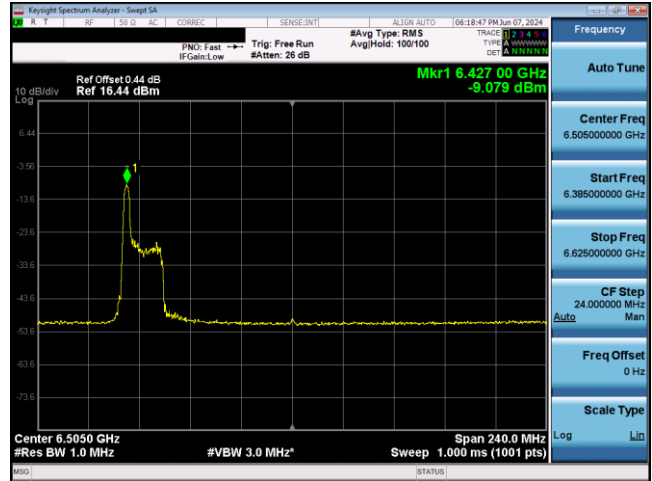 Keysight Spectrum Analyzer - Swept SA
LXI R T RF 50 Ω AC CORREC SENSE:INT ALIGN AUTO 06:18:47 PM Jun 07, 2024
PNO: Fast
IFGain:Low
Trig: Free Run
#Atten: 26 dB
#Avg Type: RMS
Avg|Hold: 100/100
TRACE 1 2 3 4 5 6
TYPE A WWWWW
DET A N N N N N
Ref Offset 0.44 dB
10 dB/div Ref 16.44 dBm
Log
Mkr1 6.427 00 GHz
-9.079 dBm
6.44
-3.56
1
-13.6
-23.6
-33.6
-43.6
-53.6
-63.6
-73.6
Center 6.5050 GHz Span 240.0 MHz
#Res BW 1.0 MHz #VBW 3.0 MHz* Sweep 1.000 ms (1001 pts)
MSG STATUS
Frequency
Auto Tune
Center Freq
6.505000000 GHz
Start Freq
6.385000000 GHz
Stop Freq
6.625000000 GHz
CF Step
24.000000 MHz
Auto Man
Freq Offset
0 Hz
Scale Type
Log Lin